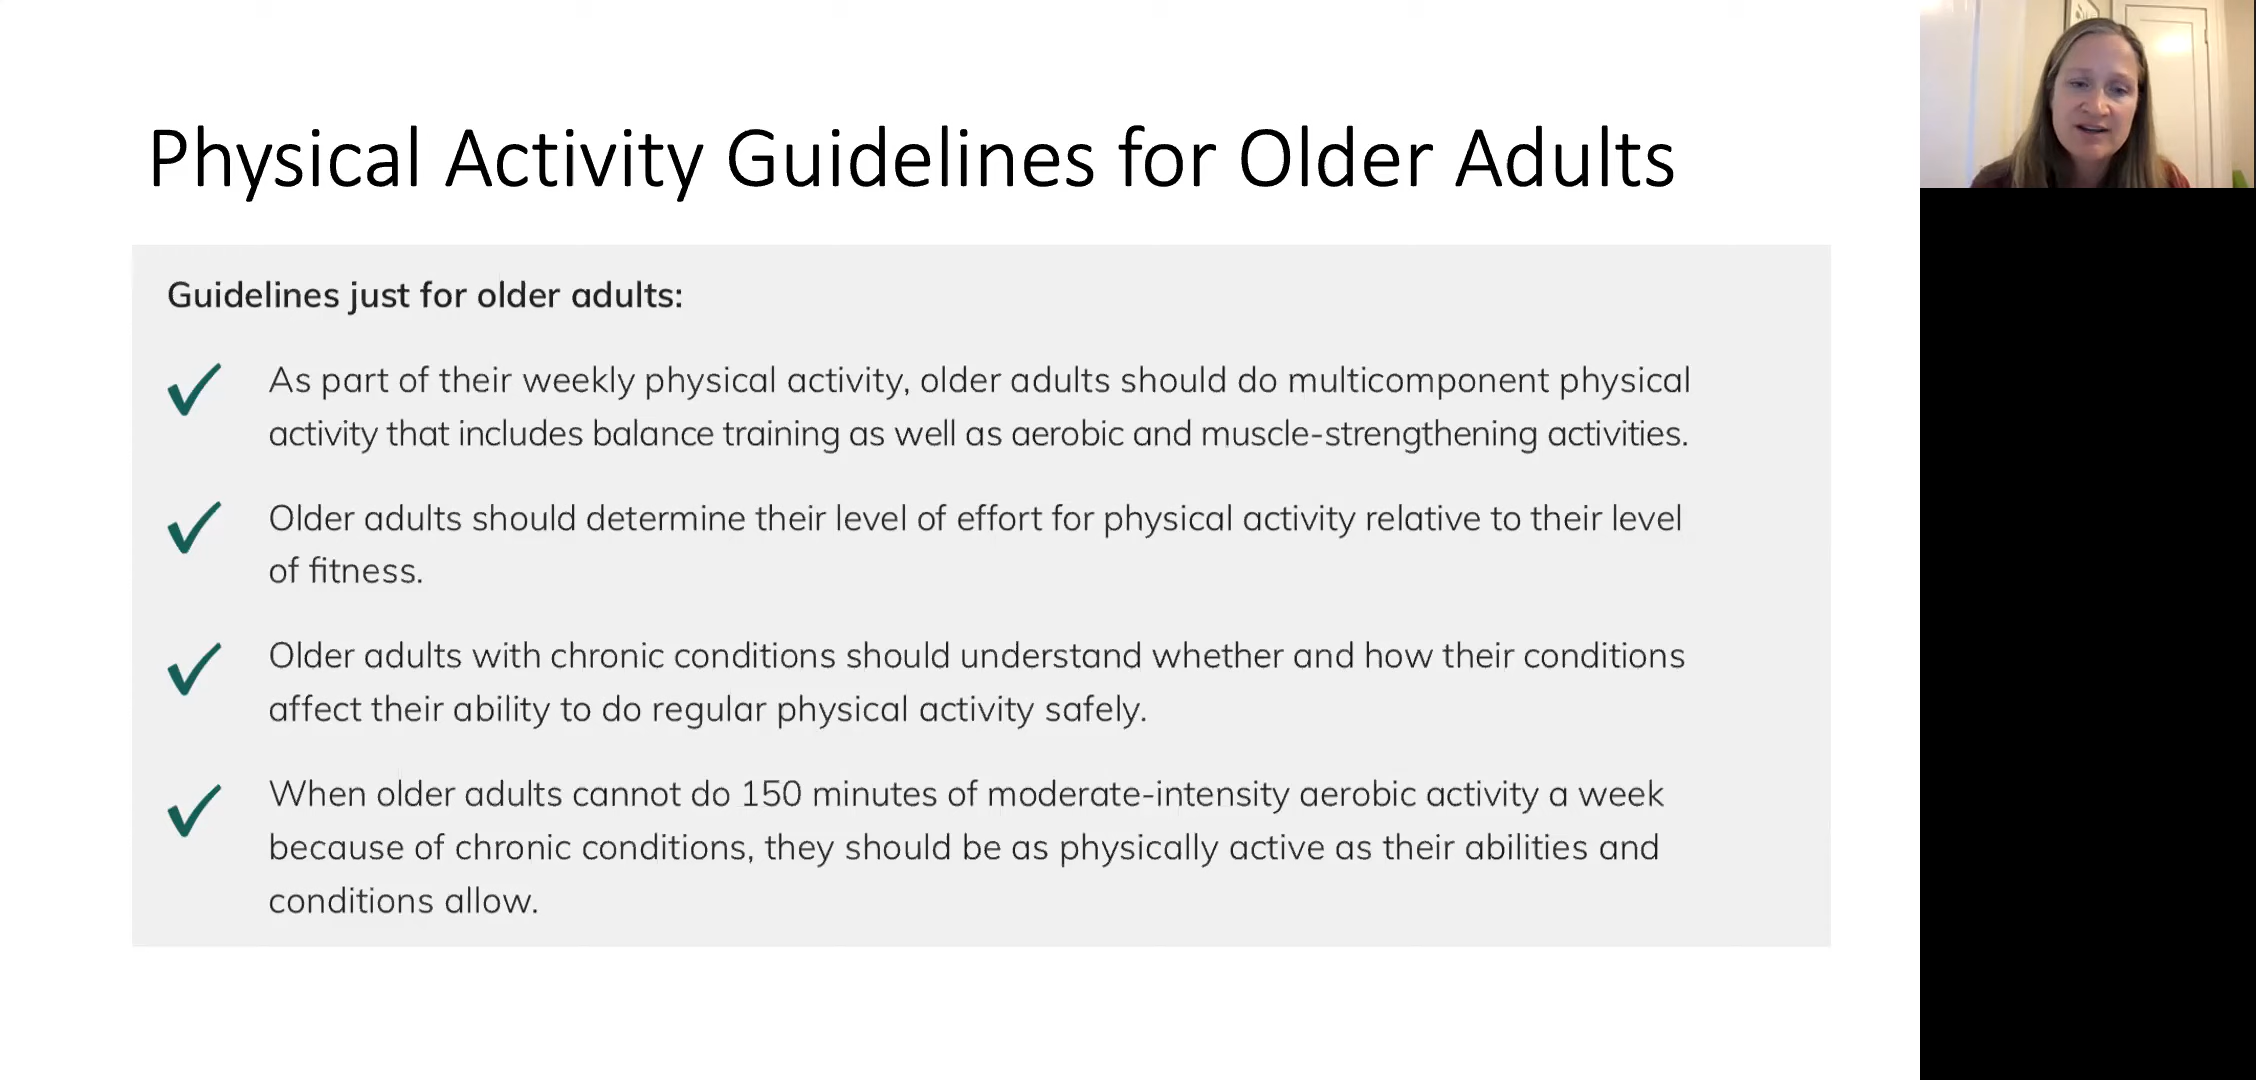 Physical Activity Guidelines for Older Adults
Guidelines just for older adults:
As part of their weekly physical activity, older adults should do multicomponent physical
activity that includes balance training as well as aerobic and muscle-strengthening activities.
Older adults should determine their level of effort for physical activity relative to their level
of fitness.
Older adults with chronic conditions should understand whether and how their conditions
affect their ability to do regular physical activity safely.
When older adults cannot do 150 minutes of moderate-intensity aerobic activity a week
because of chronic conditions, they should be as physically active as their abilities and
conditions allow.